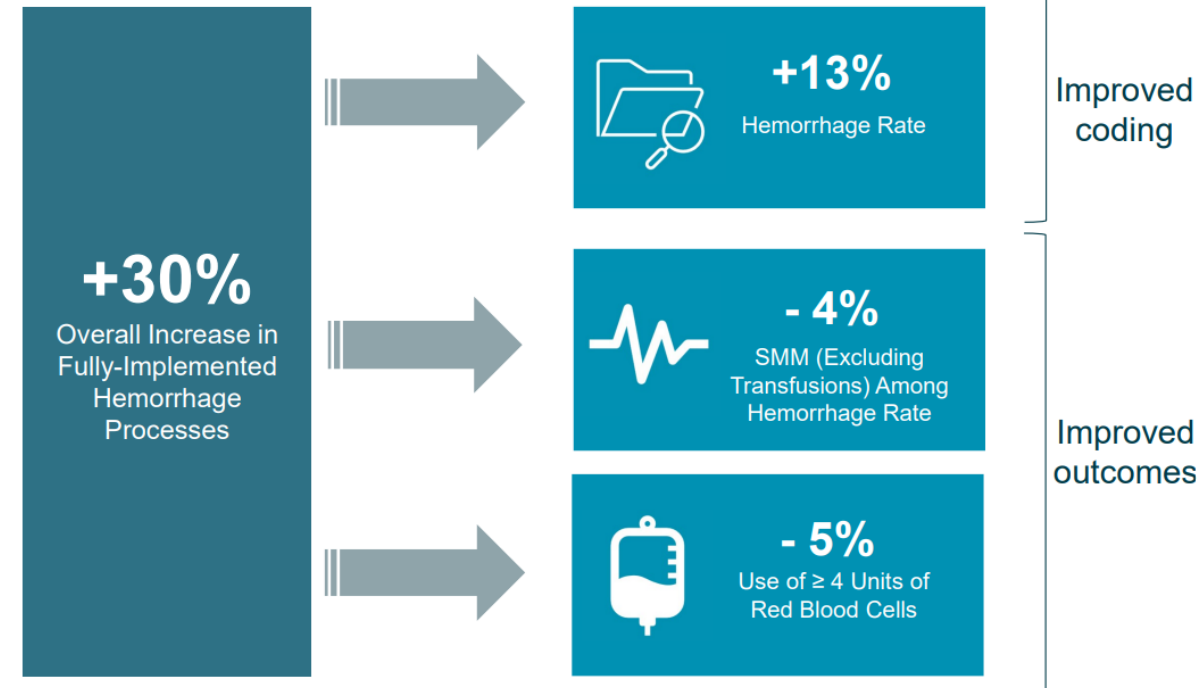 +30%
Overall Increase in
Fully-Implemented
Hemorrhage
Processes
+13%
Hemorrhage Rate
Improved
coding
- 4%
SMM (Excluding
Transfusions) Among
Hemorrhage Rate
- 5%
Use of ≥ 4 Units of
Red Blood Cells
Improved
outcomes